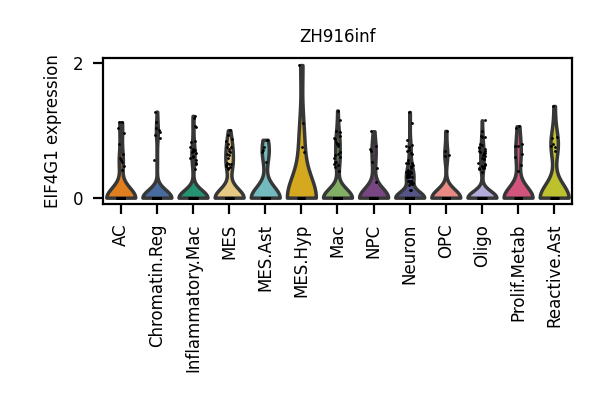 ZH916inf
EIF4G1 expression
2
0
AC
Chromatin.Reg
Inflammatory.Mac
MES
MES.Ast
MES.Hyp
Mac
NPC
Neuron
OPC
Oligo
Prolif.Metab
Reactive.Ast